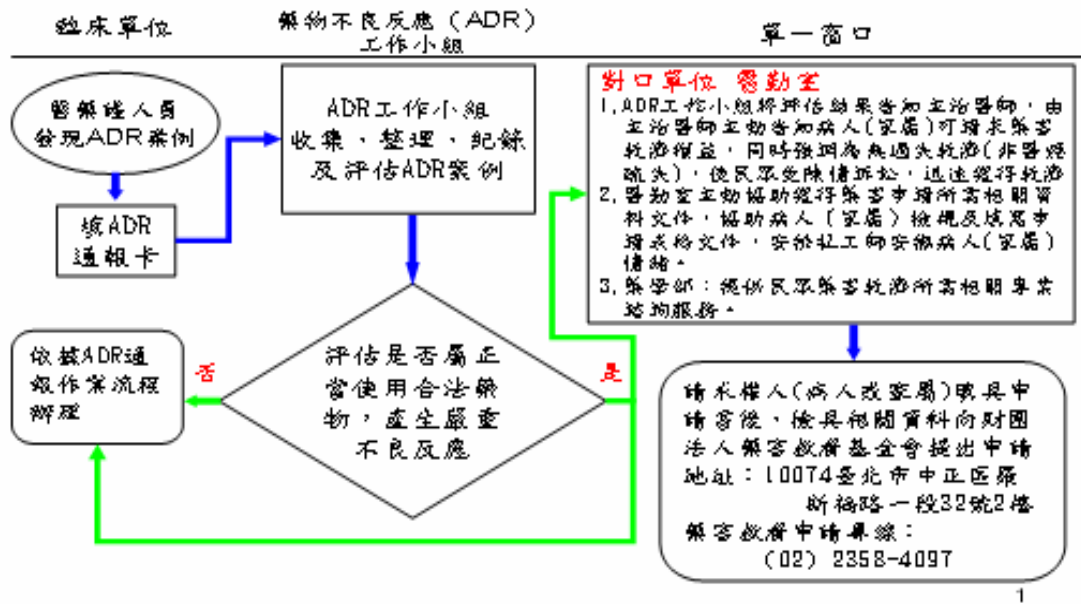 臨床單位
藥物不良反應(ADR)
工作小組
單一窗口
醫藥護人員
發現ADR案例
填ADR
通報卡
ADR工作小組
收集、整理、紀錄
及評估ADR案例
評估是否屬正
當使用合法藥
物,產生嚴重
不良反應
否
是
依據ADR通
報作業流程
辦理
對口單位 醫勤室
1.ADR工作小組將評估結果告知主治醫師,由
主治醫師主動告知病人(家屬)可請求藥害
救濟權益,同時強調為無過失救濟(非醫療
疏失),使民眾免陳情訴訟,迅速獲得救濟
2.醫勤室主動協助獲得藥害申請所需相關資
料文件,協助病人(家屬)檢視及填寫申
請表格文件,安排社工師安撫病人(家屬)
情緒。
3.藥學部:提供民眾藥害救濟所需相關專業
諮詢服務。
請求權人(病人或家屬)職具申
請書後、檢具相關資料向財團
法人藥害救濟基金會提出申請
地址:10074臺北市中正區羅
斯福路一段32號2樓
藥害救濟申請專線:
(02) 2358-4097
1